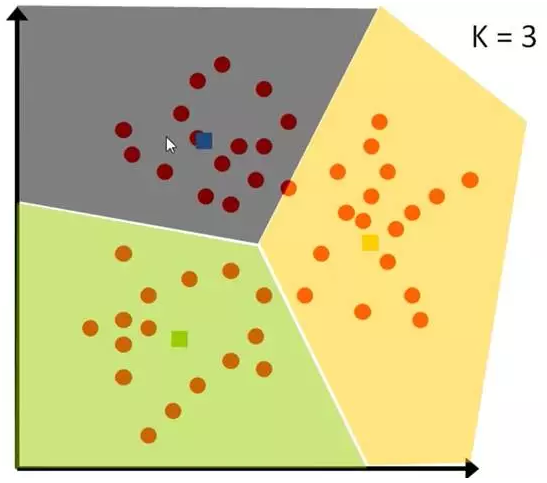 K = 3